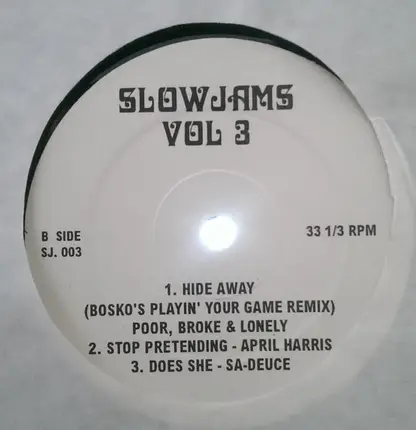 SLOWJAMS
VOL 3
B SIDE
SJ. 003
33 1/3 RPM
1. HIDE AWAY
(BOSKO'S PLAYIN' YOUR GAME REMIX)
POOR, BROKE & LONELY
2. STOP PRETENDING - APRIL HARRIS
3. DOES SHE - SA-DEUCE